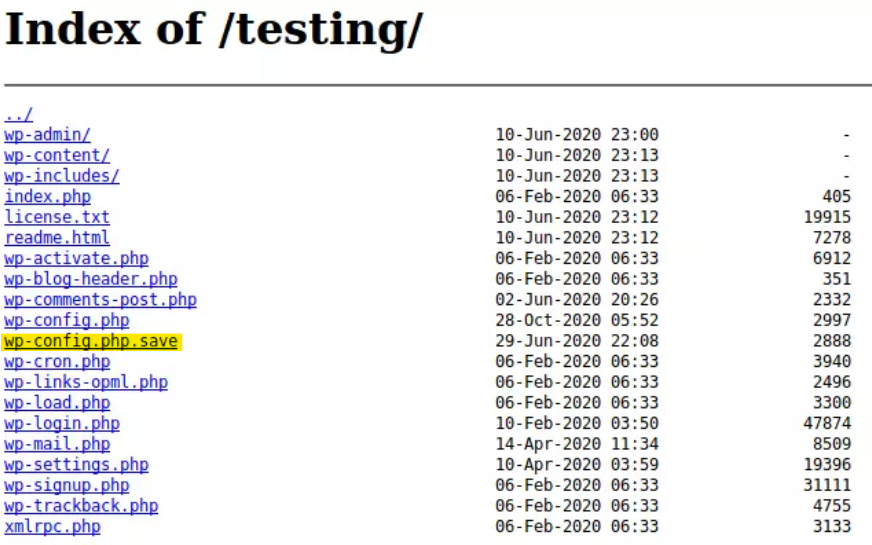 Index of /testing/
../
wp-admin/ 10-Jun-2020 23:00 -
wp-content/ 10-Jun-2020 23:13 -
wp-includes/ 10-Jun-2020 23:13 -
index.php 06-Feb-2020 06:33 405
license.txt 10-Jun-2020 23:12 19915
readme.html 10-Jun-2020 23:12 7278
wp-activate.php 06-Feb-2020 06:33 6912
wp-blog-header.php 06-Feb-2020 06:33 351
wp-comments-post.php 02-Jun-2020 20:26 2332
wp-config.php 28-Oct-2020 05:52 2997
wp-config.php.save 29-Jun-2020 22:08 2888
wp-cron.php 06-Feb-2020 06:33 3940
wp-links-opml.php 06-Feb-2020 06:33 2496
wp-load.php 06-Feb-2020 06:33 3300
wp-login.php 10-Feb-2020 03:50 47874
wp-mail.php 14-Apr-2020 11:34 8509
wp-settings.php 10-Apr-2020 03:59 19396
wp-signup.php 06-Feb-2020 06:33 31111
wp-trackback.php 06-Feb-2020 06:33 4755
xmlrpc.php 06-Feb-2020 06:33 3133